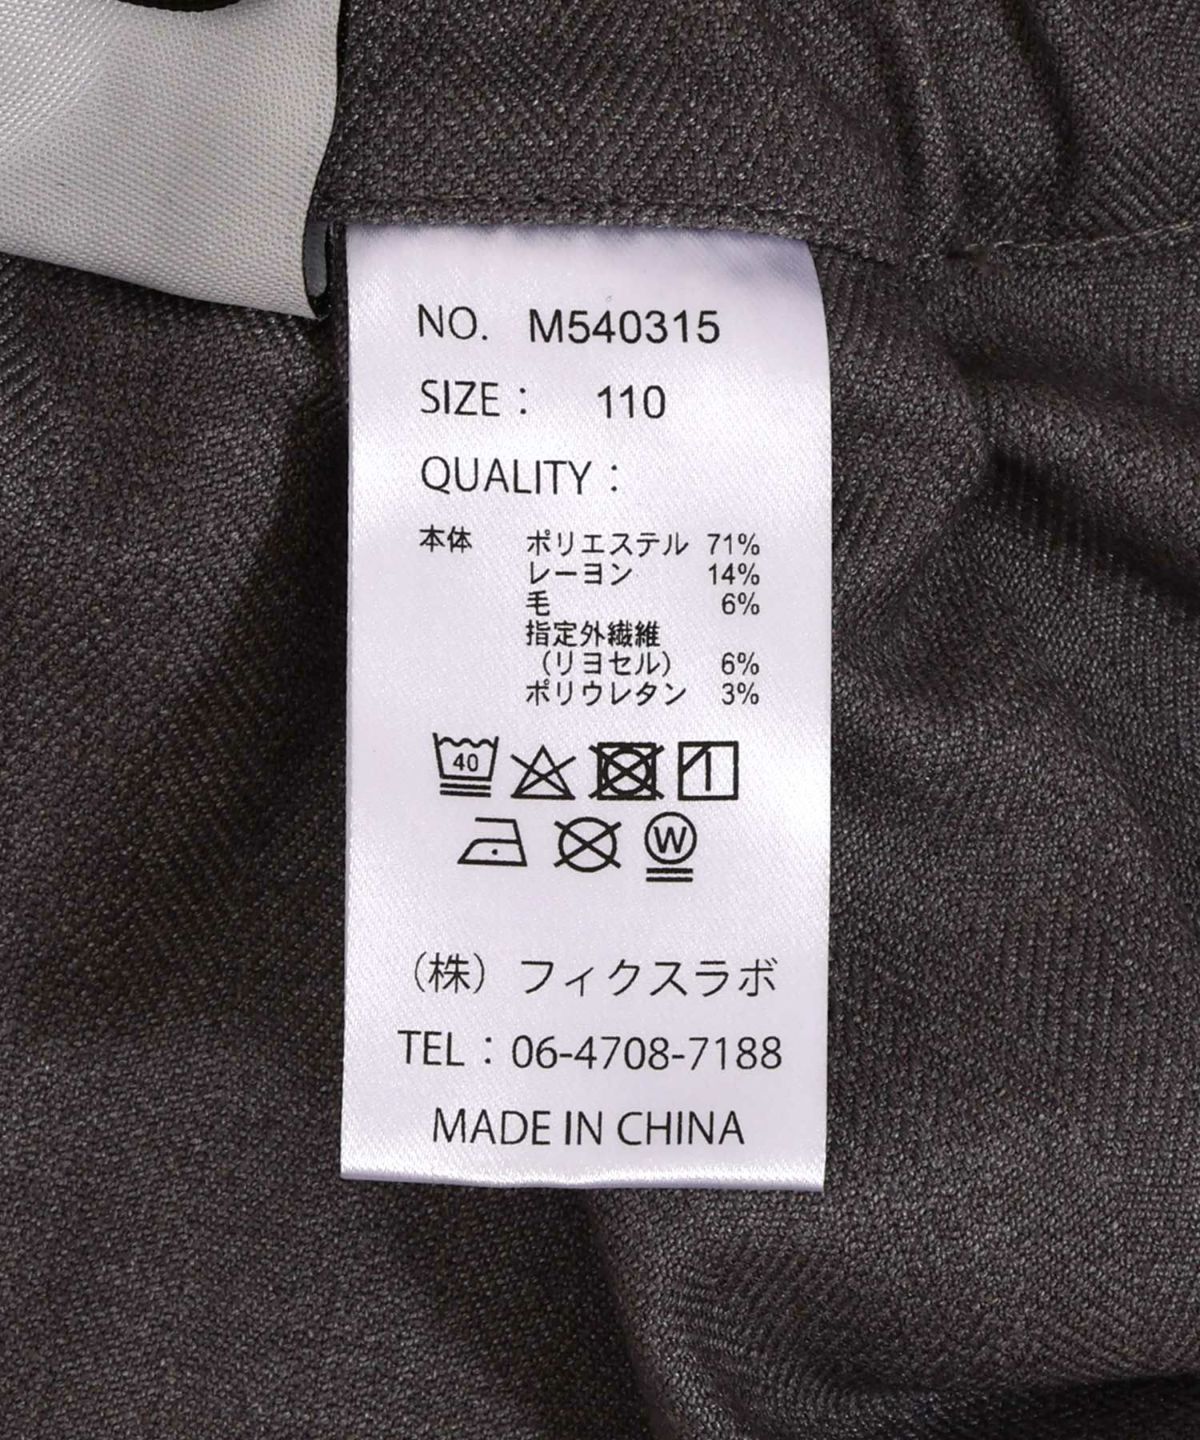 NO. M540315
SIZE： 110
QUALITY：
本体 ポリエステル 71%
レーヨン 14%
毛 6%
指定外繊維
（リヨセル） 6%
ポリウレタン 3%
40
W
（株）フィクスラボ
TEL：06-4708-7188
MADE IN CHINA